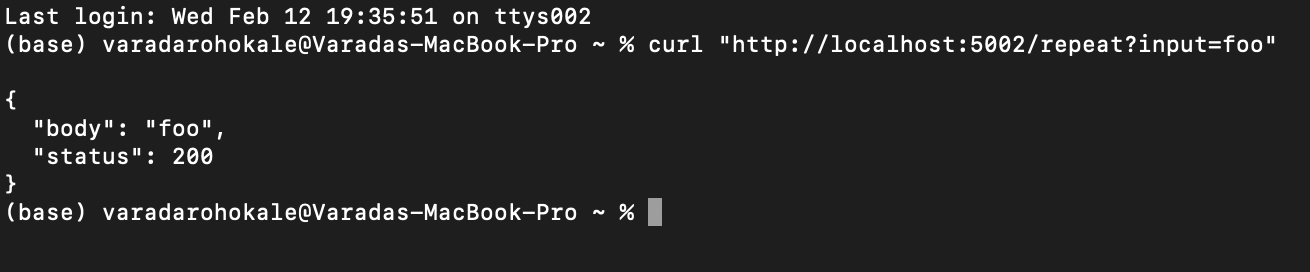 Last login: Wed Feb 12 19:35:51 on ttys002
(base) varadarohokale@Varadas-MacBook-Pro ~ % curl "http://localhost:5002/repeat?input=foo"
{
  "body": "foo",
  "status": 200
}
(base) varadarohokale@Varadas-MacBook-Pro ~ %